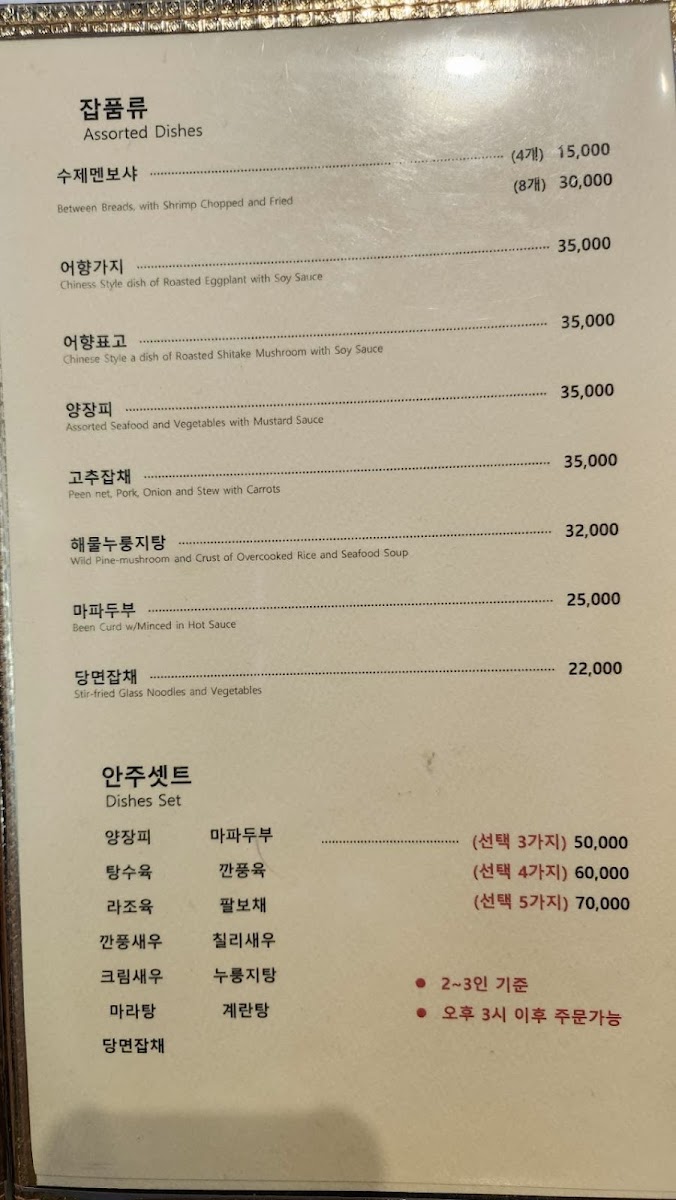 잡품류
Assorted Dishes
수제멘보샤 (4개) 15,000
(8개) 30,000
Between Breads, with Shrimp Chopped and Fried
어향가지 35,000
Chiness Style dish of Roasted Eggplant with Soy Sauce
어향표고 35,000
Chinese Style a dish of Roasted Shitake Mushroom with Soy Sauce
양장피 35,000
Assorted Seafood and Vegetables with Mustard Sauce
고추잡채 35,000
Peen net, Pork, Onion and Stew with Carrots
해물누룽지탕 32,000
Wild Pine-mushroom and Crust of Overcooked Rice and Seafood Soup
마파두부 25,000
Been Curd w/Minced in Hot Sauce
당면잡채 22,000
Stir-fried Glass Noodles and Vegetables
안주셋트
Dishes Set
양장피 마파두부 (선택 3가지) 50,000
탕수육 깐풍육 (선택 4가지) 60,000
라조육 팔보채 (선택 5가지) 70,000
깐풍새우 칠리새우
크림새우 누룽지탕
마라탕 계란탕
당면잡채
● 2~3인 기준
● 오후 3시 이후 주문가능